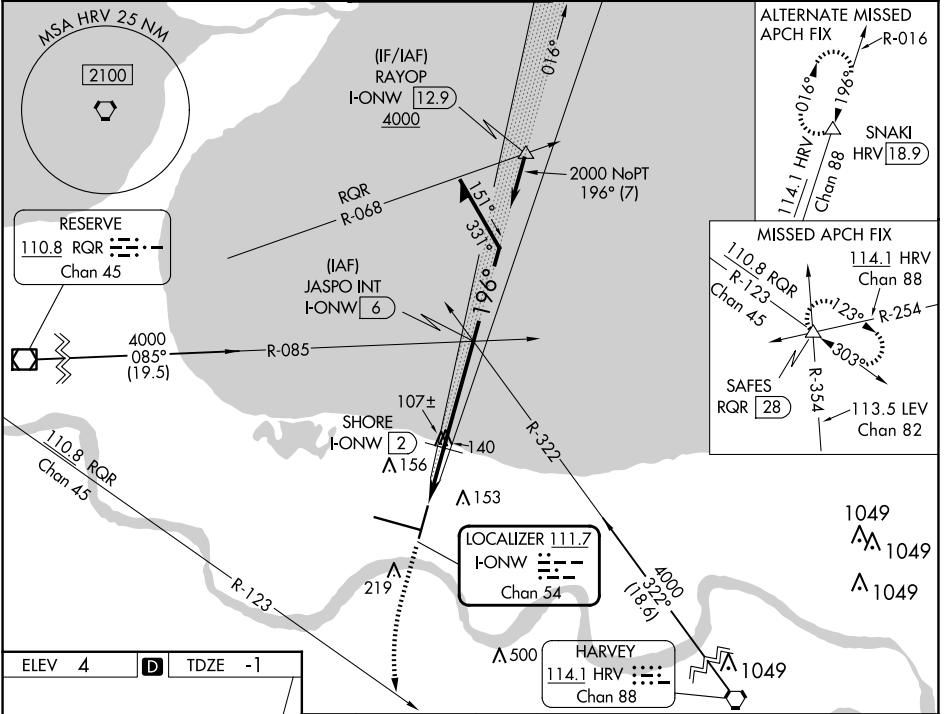 MSA HRV 25 NM
2100
(IF/IAF)
RAYOP
I-ONW 12.9
4000
016°
ALTERNATE MISSED
APCH FIX
R-016
016°
196°
SNAKI
HRV 18.9
114.1 HRV
Chan 88
2000 NoPT
196° (7)
RQR
R-068
151°
331°
196°
RESERVE
110.8 RQR
Chan 45
(IAF)
JASPO INT
I-ONW 6
4000
085°
(19.5)
R-085
MISSED APCH FIX
110.8 RQR
R-123
Chan 45
114.1 HRV
Chan 88
123°
R-254
303°
SAFES
RQR 28
R-354
113.5 LEV
Chan 82
107±
SHORE
I-ONW 2
140
156
153
R-322
110.8 RQR
Chan 45
R-123
LOCALIZER 111.7
I-ONW
Chan 54
219
4000
322°
(18.6)
1049
1049
1049
500
HARVEY
114.1 HRV
Chan 88
1049
ELEV 4 D TDZE -1